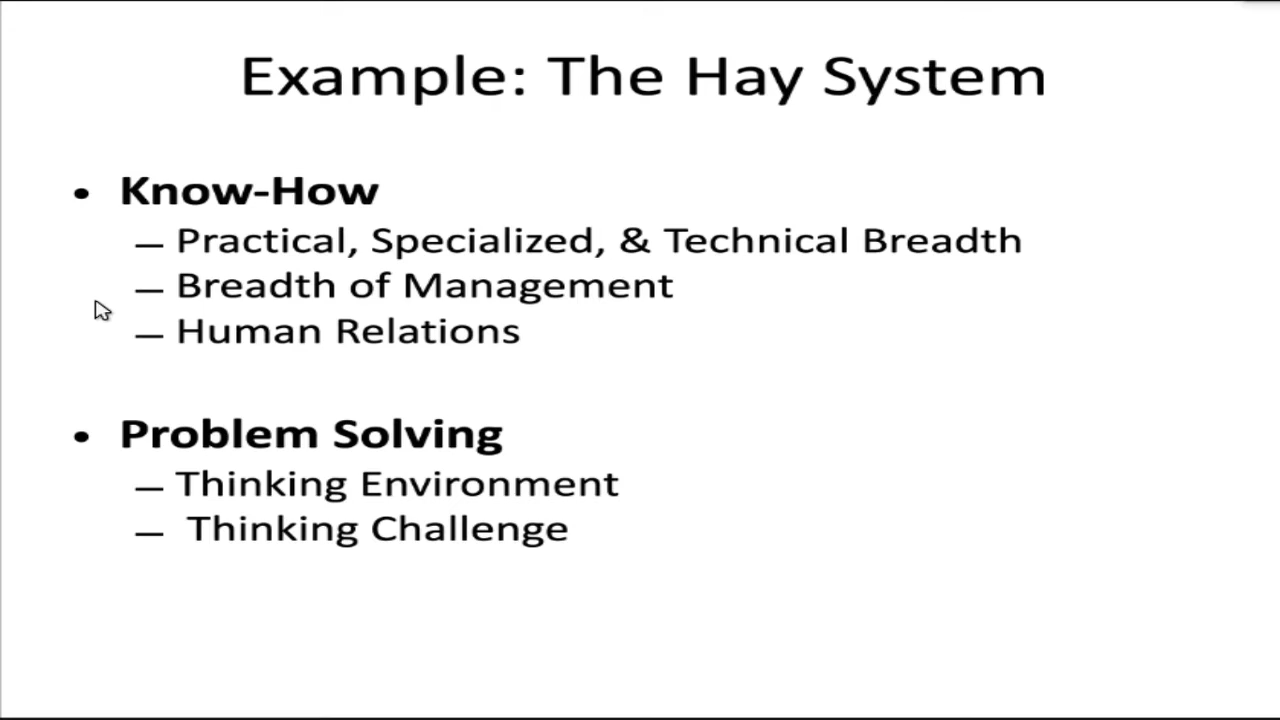 Example: The Hay System
• Know-How
– Practical, Specialized, & Technical Breadth
– Breadth of Management
– Human Relations
• Problem Solving
– Thinking Environment
– Thinking Challenge